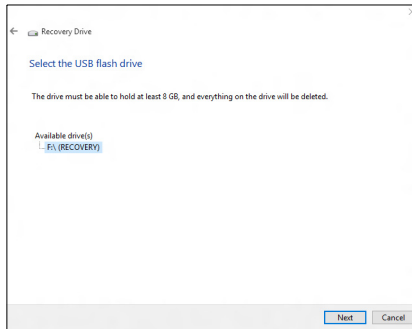 Recovery Drive
Select the USB flash drive
The drive must be able to hold at least 8 GB, and everything on the drive will be deleted.
Available drive(s)
F:\ (RECOVERY)
Next Cancel